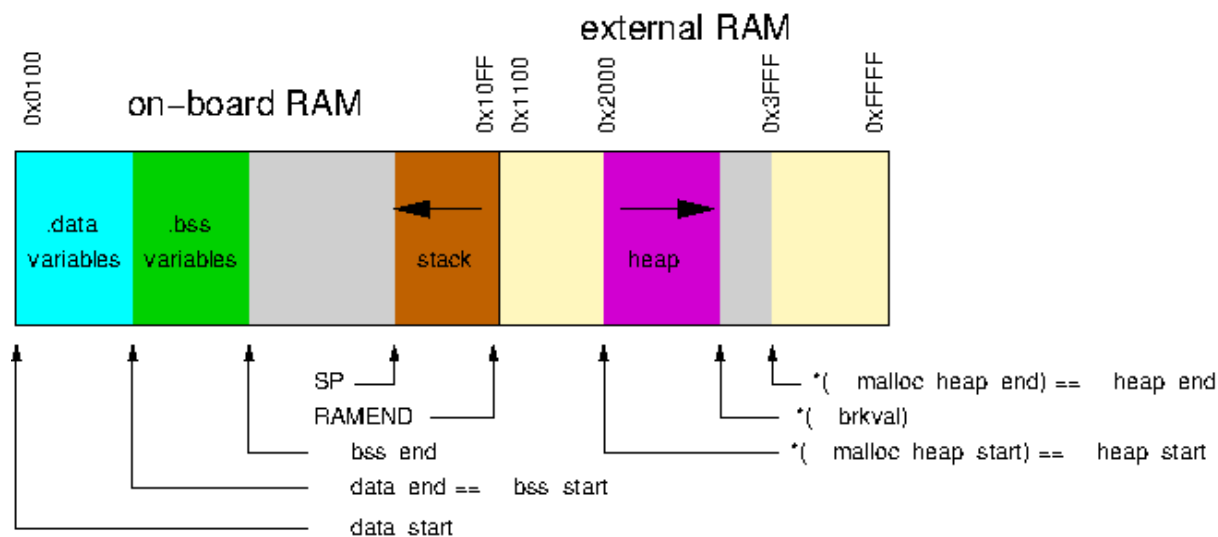 external RAM
on-board RAM
0x0100
0x10FF
0x1100
0x2000
0x3FFF
0xFFFF
.data
variables
.bss
variables
stack
heap
SP
RAMEND
bss end
data end == bss start
data start
*( malloc heap end) == heap end
*( brkval)
*( malloc heap start) == heap start